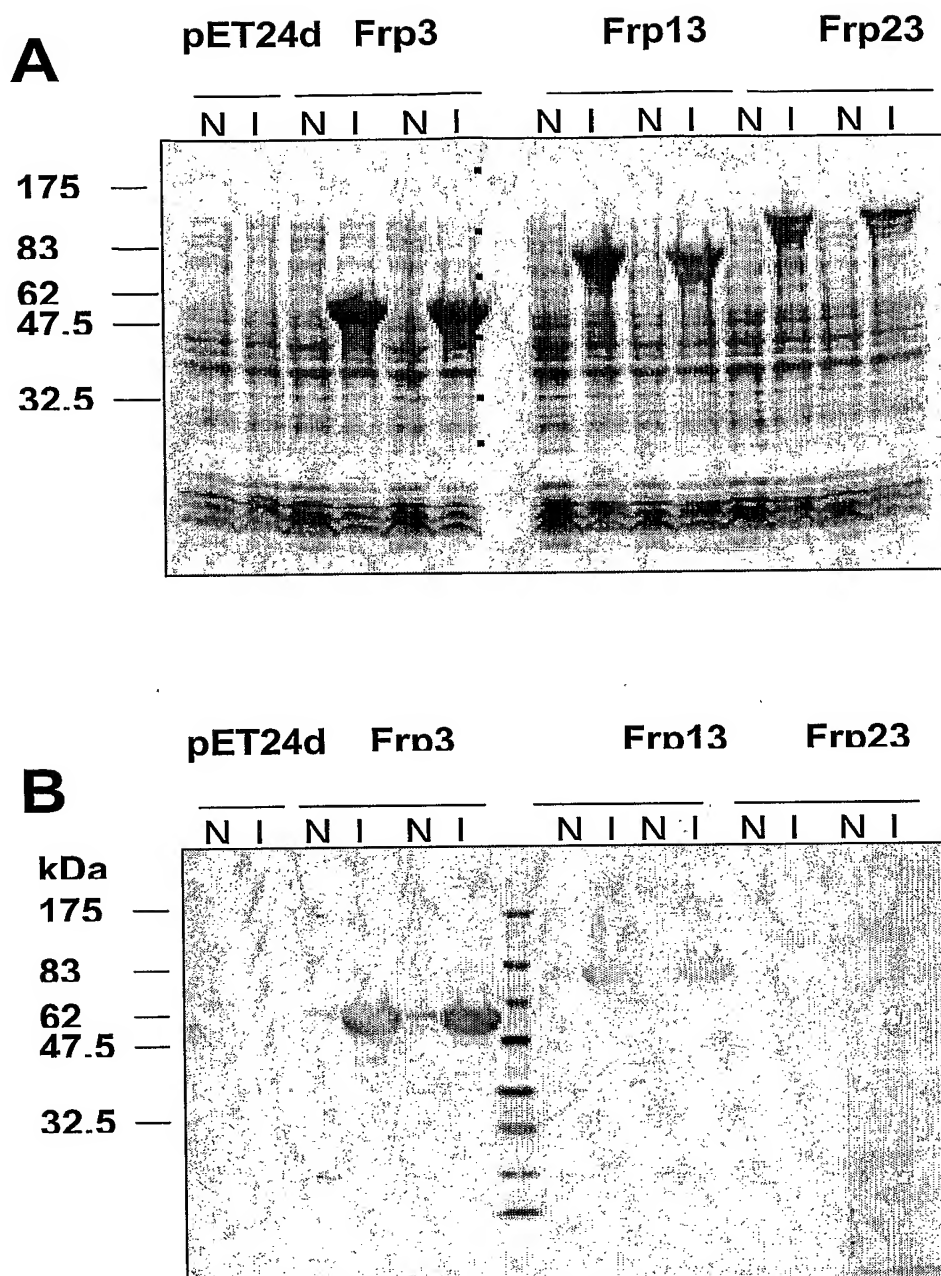 pET24d Frp3 Frp13 Frp23
A
N I N I N I N I N I N I N I
175
83
62
47.5
32.5
pET24d Frp3 Frp13 Frp23
B
N I N I N I N I N I N I N I
kDa
175
83
62
47.5
32.5